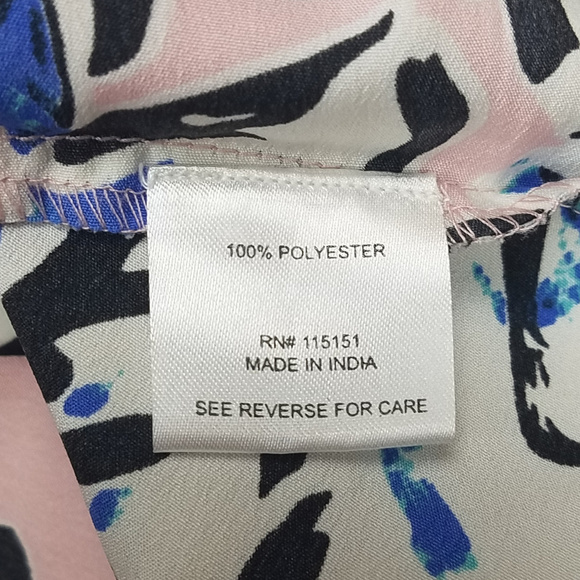 100% POLYESTER
RN# 115151
MADE IN INDIA
SEE REVERSE FOR CARE